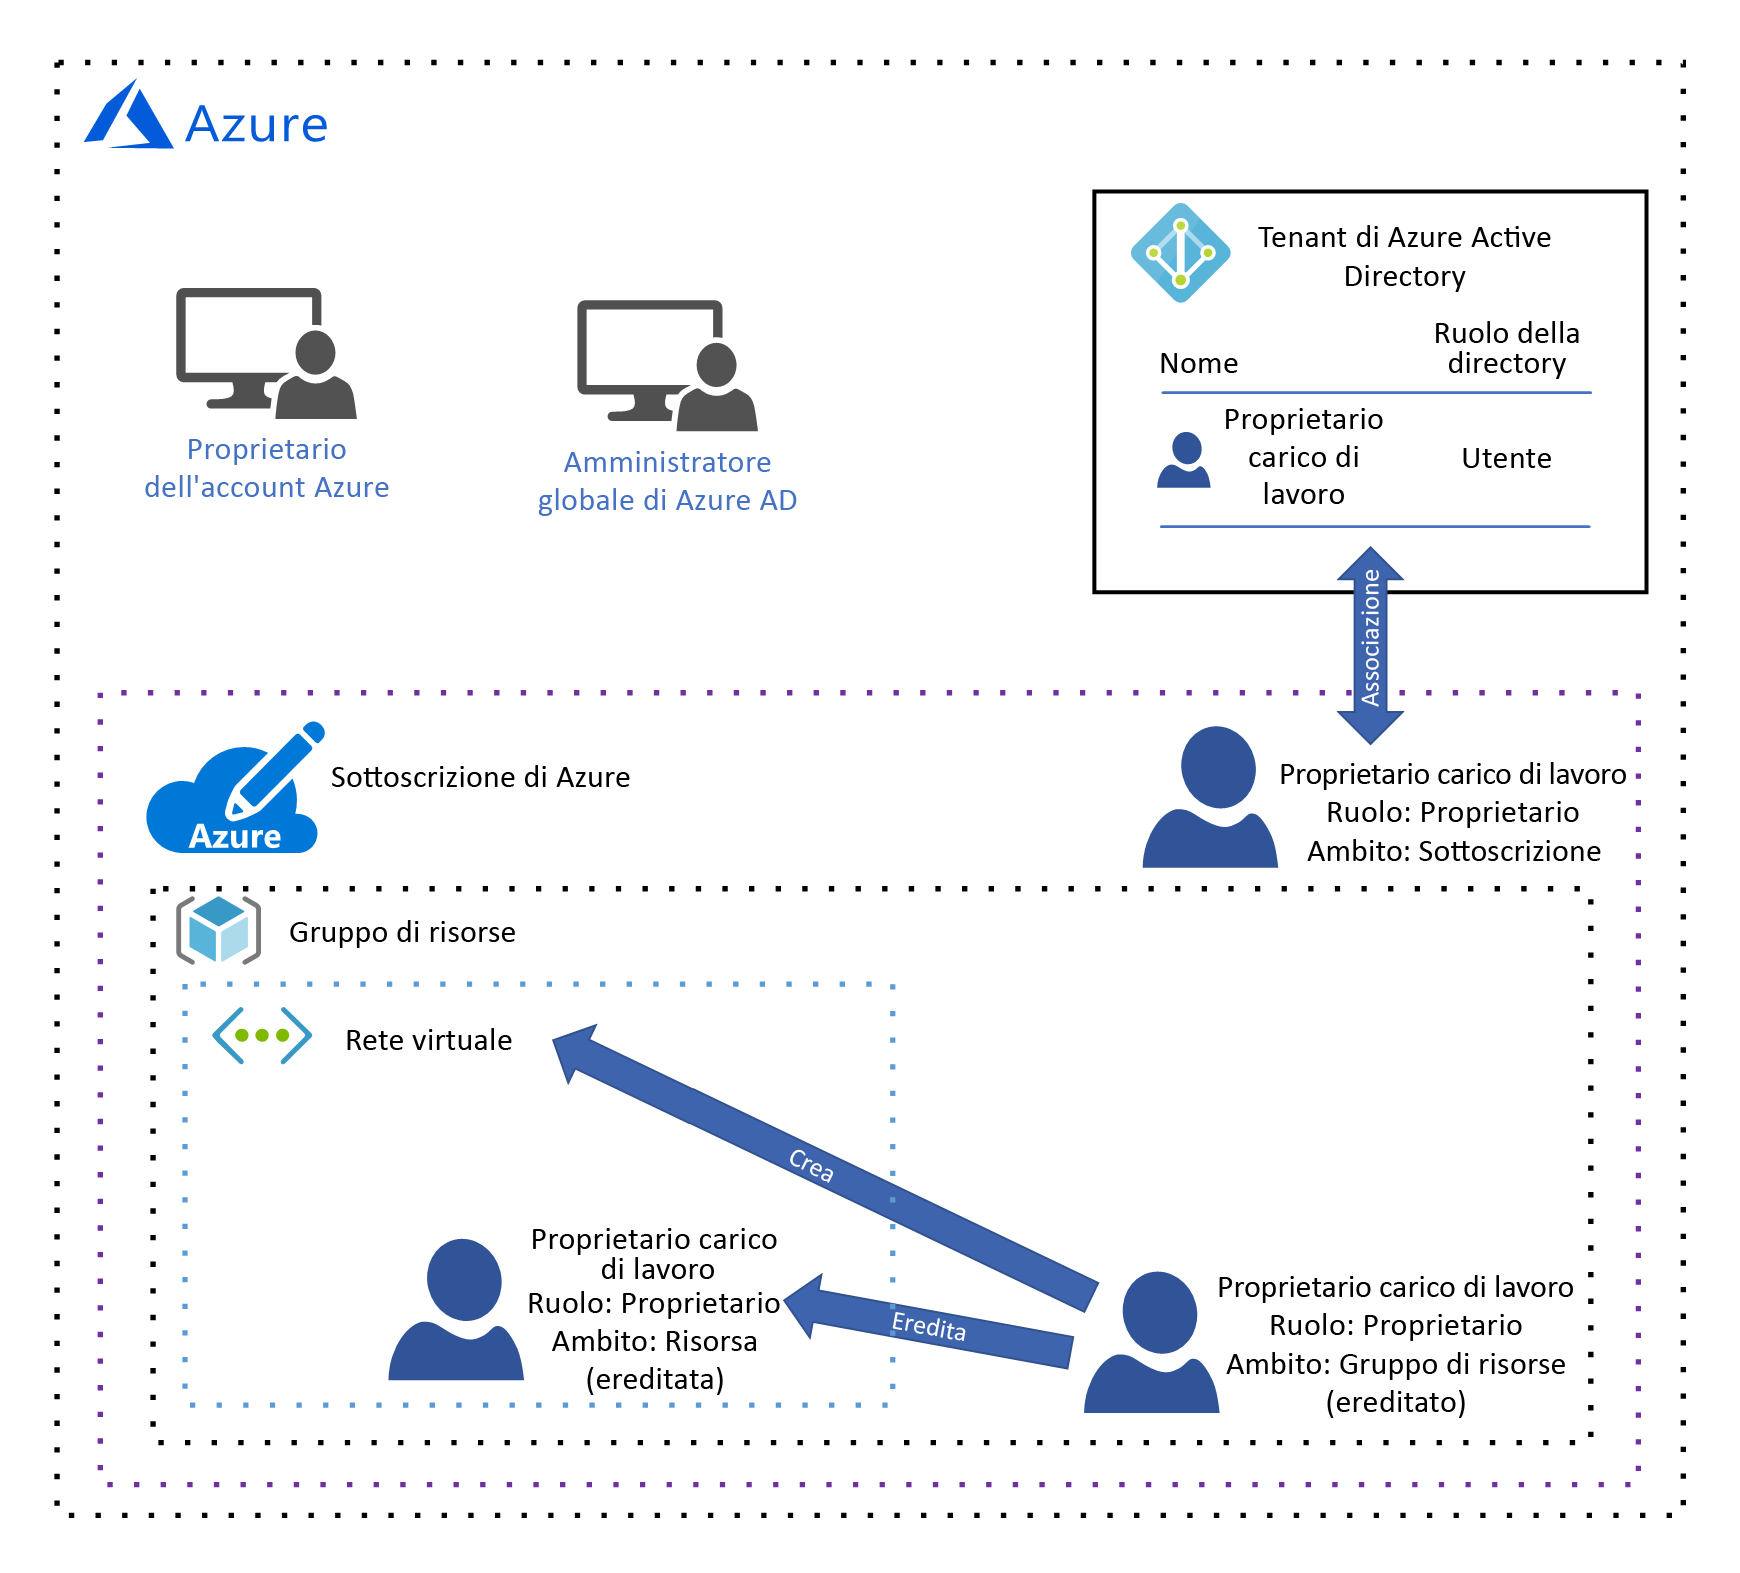 Azure
Tenant di Azure Active
Directory
Nome
Ruolo della
directory
Proprietario
carico di
lavoro
Utente
Proprietario
dell'account Azure
Amministratore
globale di Azure AD
Associazione
Azure
Sottoscrizione di Azure
Proprietario carico di lavoro
Ruolo: Proprietario
Ambito: Sottoscrizione
Gruppo di risorse
Rete virtuale
Crea
Proprietario carico
di lavoro
Ruolo: Proprietario
Ambito: Risorsa
(ereditata)
Eredita
Proprietario carico di lavoro
Ruolo: Proprietario
Ambito: Gruppo di risorse
(ereditato)